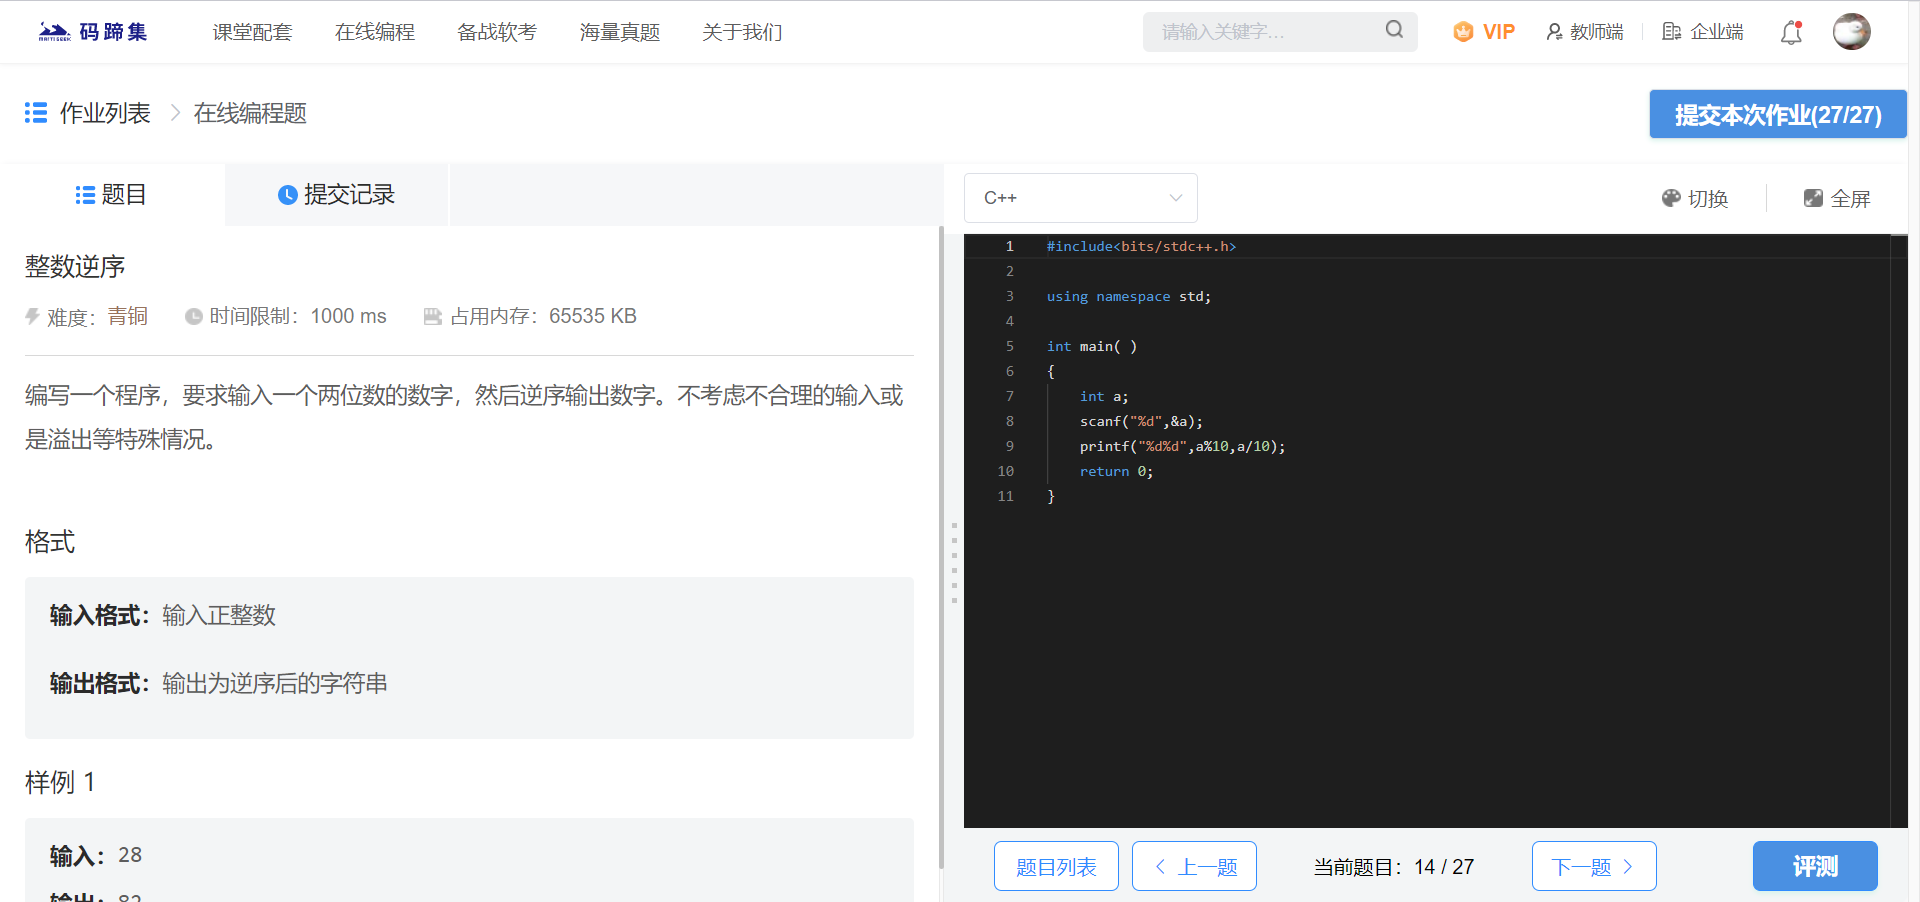 MAITI GEEK 码蹄集 课堂配套 在线编程 备战软考 海量真题 关于我们 请输入关键字... VIP 教师端 企业端
作业列表 > 在线编程题 提交本次作业(27/27)
题目 提交记录
整数逆序
难度：青铜 时间限制：1000 ms 占用内存：65535 KB
编写一个程序，要求输入一个两位数的数字，然后逆序输出数字。不考虑不合理的输入或
是溢出等特殊情况。
格式
输入格式：输入正整数
输出格式：输出为逆序后的字符串
样例 1
输入：28
输出：82
C++ 切换 全屏
1 #include<bits/stdc++.h>
2
3 using namespace std;
4
5 int main( )
6 {
7 int a;
8 scanf("%d",&a);
9 printf("%d%d",a%10,a/10);
10 return 0;
11 }
题目列表 < 上一题 当前题目：14 / 27 下一题 > 评测